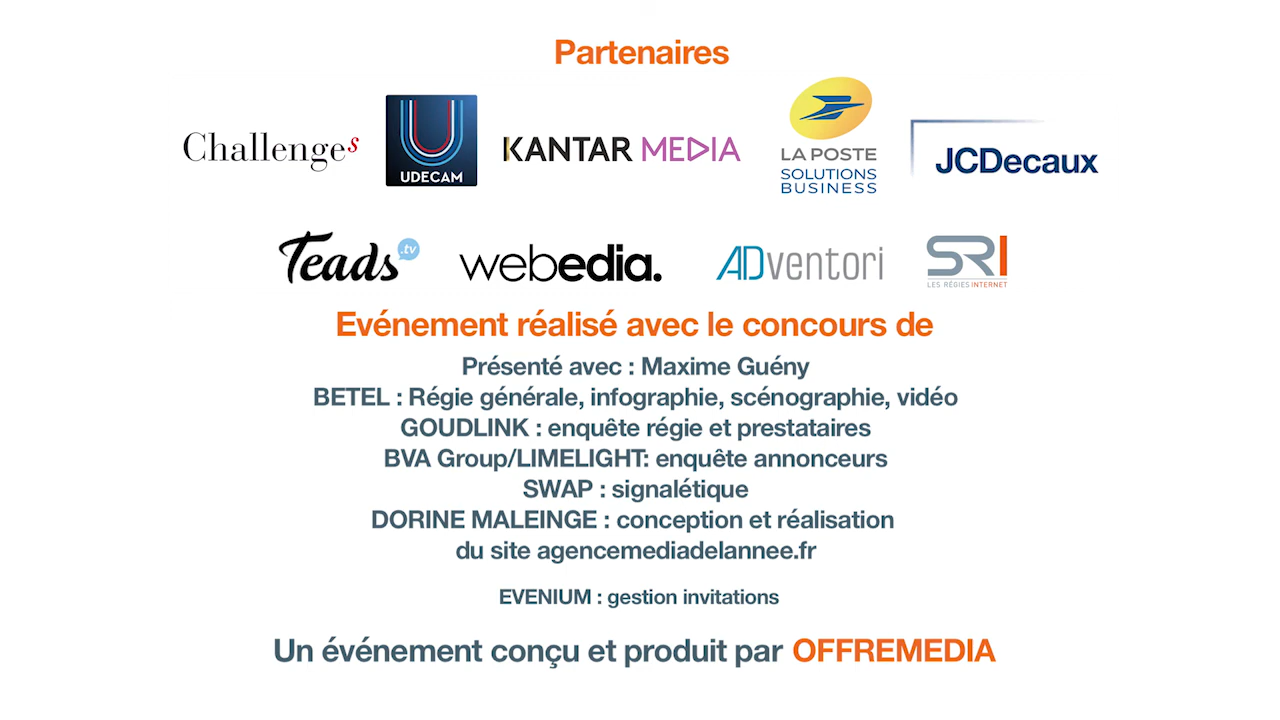 Partenaires
Challenges
UDECAM
KANTAR MEDIA
LA POSTE
SOLUTIONS
BUSINESS
JCDecaux
Teads .tv
webedia.
ADventori
SRI
LES RÉGIES INTERNET
Evénement réalisé avec le concours de
Présenté avec : Maxime Guény
BETEL : Régie générale, infographie, scénographie, vidéo
GOUDLINK : enquête régie et prestataires
BVA Group/LIMELIGHT: enquête annonceurs
SWAP : signalétique
DORINE MALEINGE : conception et réalisation
du site agencemediadelannee.fr
EVENIUM : gestion invitations
Un événement conçu et produit par OFFREMEDIA